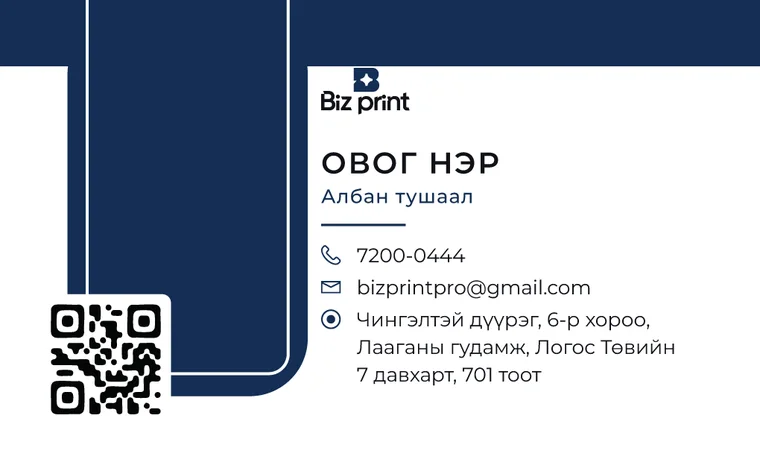 Biz print
ОВОГ НЭР
Албан тушаал
7200-0444
bizprintpro@gmail.com
Чингэлтэй дүүрэг, 6-р хороо,
Лааганы гудамж, Логос Төвийн
7 давхарт, 701 тоот